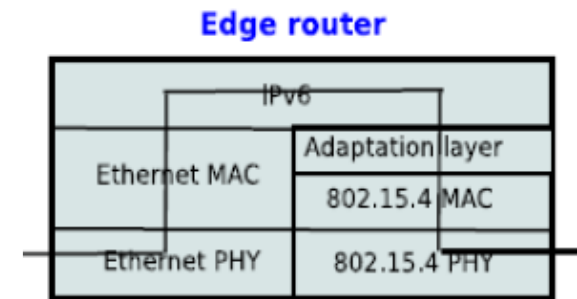 Edge router
IPv6
Adaptation layer
Ethernet MAC
802.15.4 MAC
Ethernet PHY
802.15.4 PHY